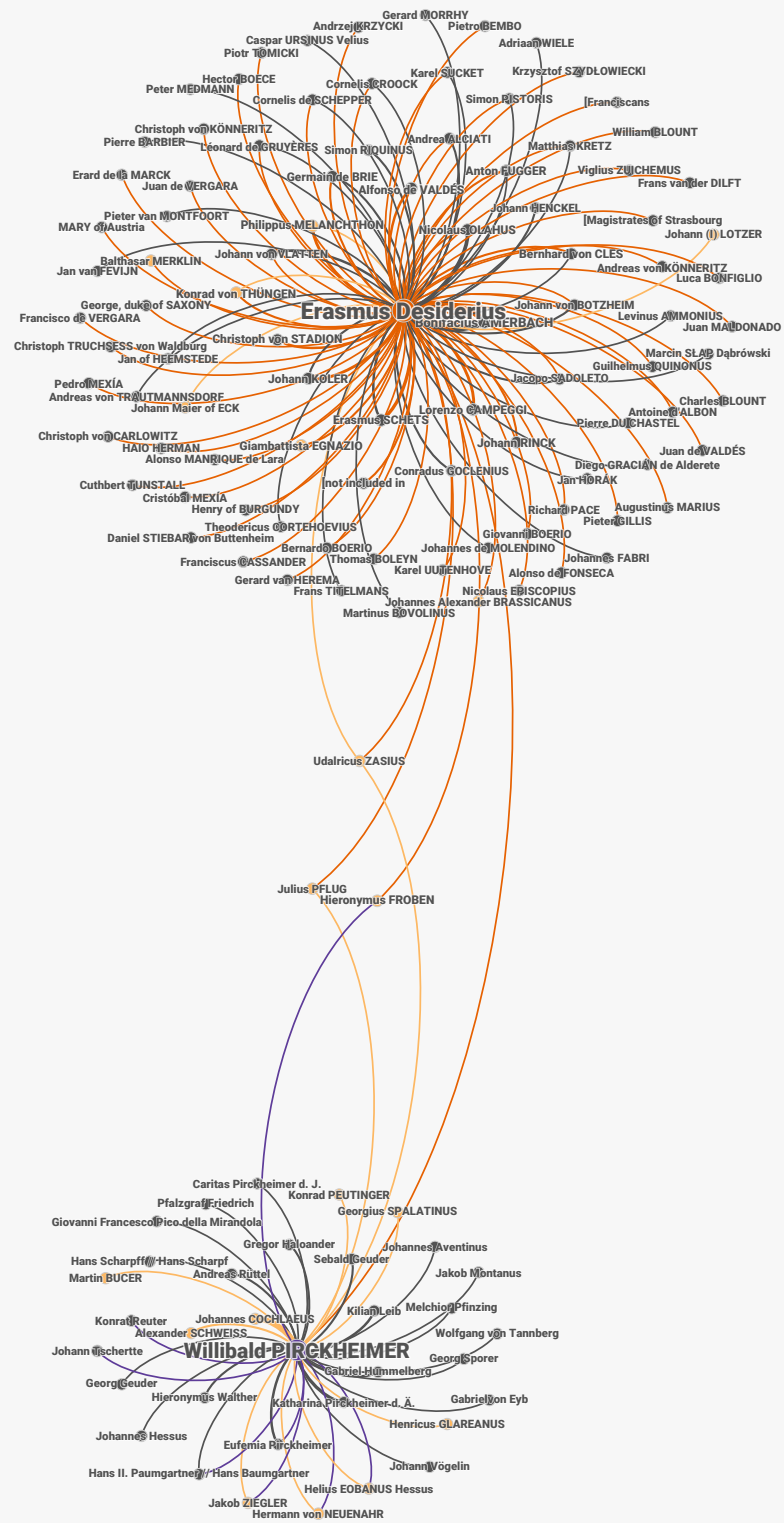 Gerard MORRHY
Andrzej KRZYCKI
Pietro BEMBO
Caspar URSINUS Velius
Adriaan WIELE
Piotr TOMICKI
Karel SUCKET
Krzysztof SZYDŁOWIECKI
Hector BOECE
Cornelis CROOCK
Peter MEDMANN
Cornelis de SCHEPPER
Simon PISTORIS
[Franciscans
Christoph von KÖNNERITZ
William BLOUNT
Pierre BARBIER
Andrea ALCIATI
Léonard de GRUYÈRES
Simon RIQUINUS
Matthias KRETZ
Erard de la MARCK
Germain de BRIE
Anton FUGGER
Viglius ZUICHEMUS
Juan de VERGARA
Alfonso de VALDÉS
Frans van der DILFT
Johann HENCKEL
Pieter van MONTFOORT
[Magistrates of Strasbourg
MARY of Austria
Philippus MELANCHTHON
Nicolaus OLAHUS
Johann (I) LOTZER
Johann von VLATTEN
Bernhard von CLES
Balthasar MERKLIN
Andreas von KÖNNERITZ
Jan van FEVIJN
Luca BONFIGLIO
Konrad von THÜNGEN
George, duke of SAXONY
Johann von BOTZHEIM
Erasmus Desiderius
Francisco de VERGARA
Levinus AMMONIUS
Bonifacius AMERBACH
Juan MALDONADO
Christoph von STADION
Christoph TRUCHSESS von Waldburg
Marcin SŁAP Dąbrówski
Jan of HEEMSTEDE
Guilhelmus QUINONUS
Johann KOLER
Jacopo SADOLETO
Pedro MEXÍA
Andreas von TRAUTMANNSDORF
Charles BLOUNT
Johann Maier of ECK
Lorenzo CAMPEGGI
Antoine d'ALBON
Erasmus SCHETS
Pierre DUCHASTEL
Christoph von CARLOWITZ
Johann RINCK
HAIO HERMAN
Giambattista EGNAZIO
Juan de VALDÉS
Alonso MANRIQUE de Lara
Diego GRACIÁN de Alderete
Conradus GOCLENIUS
Jan HORÁK
Cuthbert TUNSTALL
[not included in
Cristóbal MEXÍA
Augustinus MARIUS
Henry of BURGUNDY
Richard PACE
Pieter GILLIS
Theodericus CORTEHOEVIUS
Giovanni BOERIO
Daniel STIEBAR von Buttenheim
Bernardo BOERIO
Johannes de MOLENDINO
Thomas BOLEYN
Johannes FABRI
Franciscus CASSANDER
Karel UUTENHOVE
Alonso de FONSECA
Gerard van HEREMA
Frans TITELMANS
Nicolaus EPISCOPIUS
Johannes Alexander BRASSICANUS
Martinus BOVOLINUS
Udalricus ZASIUS
Julius PFLUG
Hieronymus FROBEN
Caritas Pirckheimer d. J.
Konrad PEUTINGER
Pfalzgraf Friedrich
Georgius SPALATINUS
Giovanni Francesco Pico della Mirandola
Gregor Haloander
Johannes Aventinus
Hans Scharpff // Hans Scharpf
Sebald Geuder
Martin BUCER
Andreas Rüttel
Jakob Montanus
Kilian Leib
Melchior Pfinzing
Konrat Reuter
Johannes COCHLAEUS
Alexander SCHWEISS
Wolfgang von Tannberg
Johann Tschertte
Willibald PIRCKHEIMER
Georg Sporer
Gabriel Hummelberg
Georg Geuder
Hieronymus Walther
Katharina Pirckheimer d. Ä.
Gabriel von Eyb
Henricus GLAREANUS
Johannes Hessus
Eufemia Pirckheimer
Johann Vögelin
Hans II. Paumgartner // Hans Baumgartner
Helius EOBANUS Hessus
Jakob ZIEGLER
Hermann von NEUENAHR